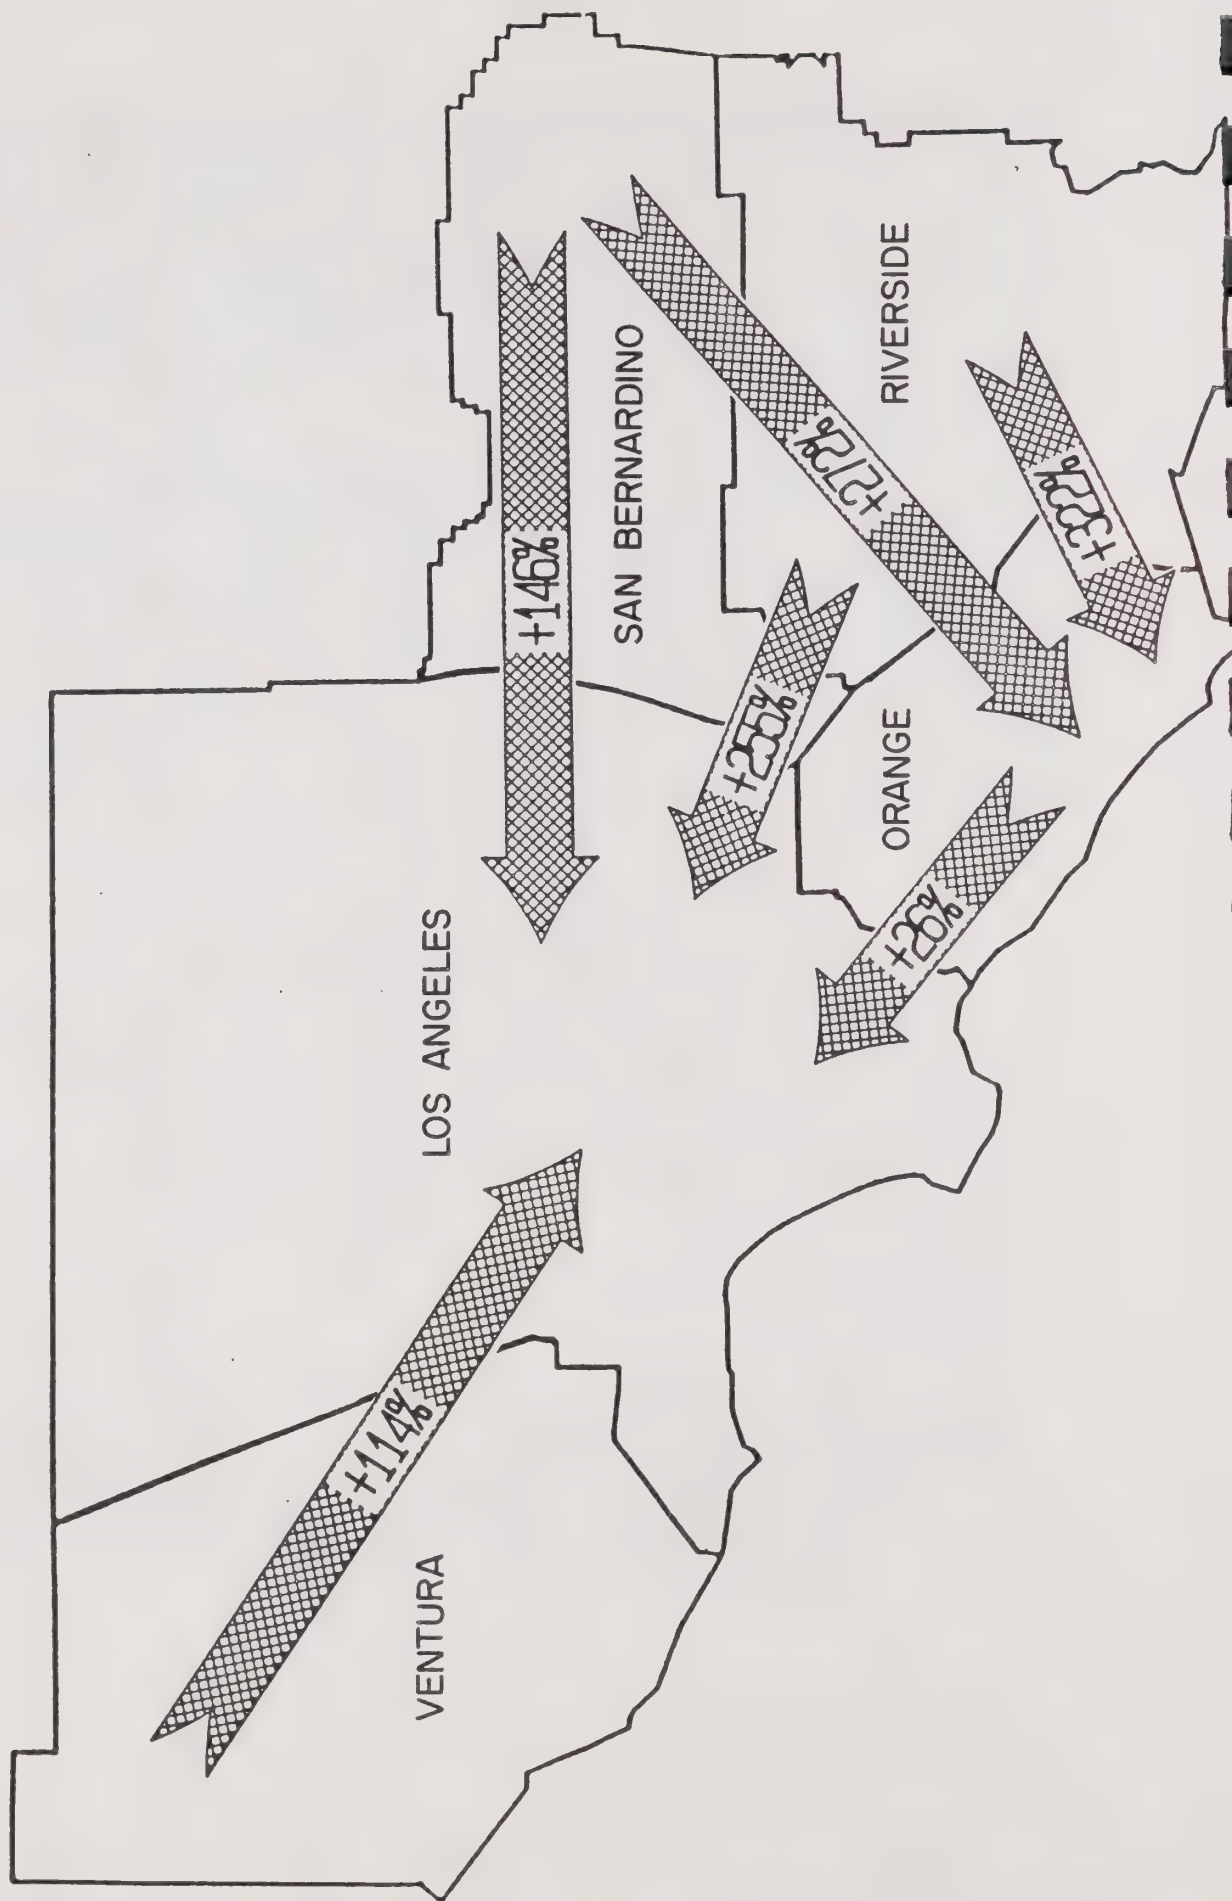 VENTURA
+114%
LOS ANGELES
+146%
SAN BERNARDINO
+255%
+272%
RIVERSIDE
ORANGE
+26%
+322%